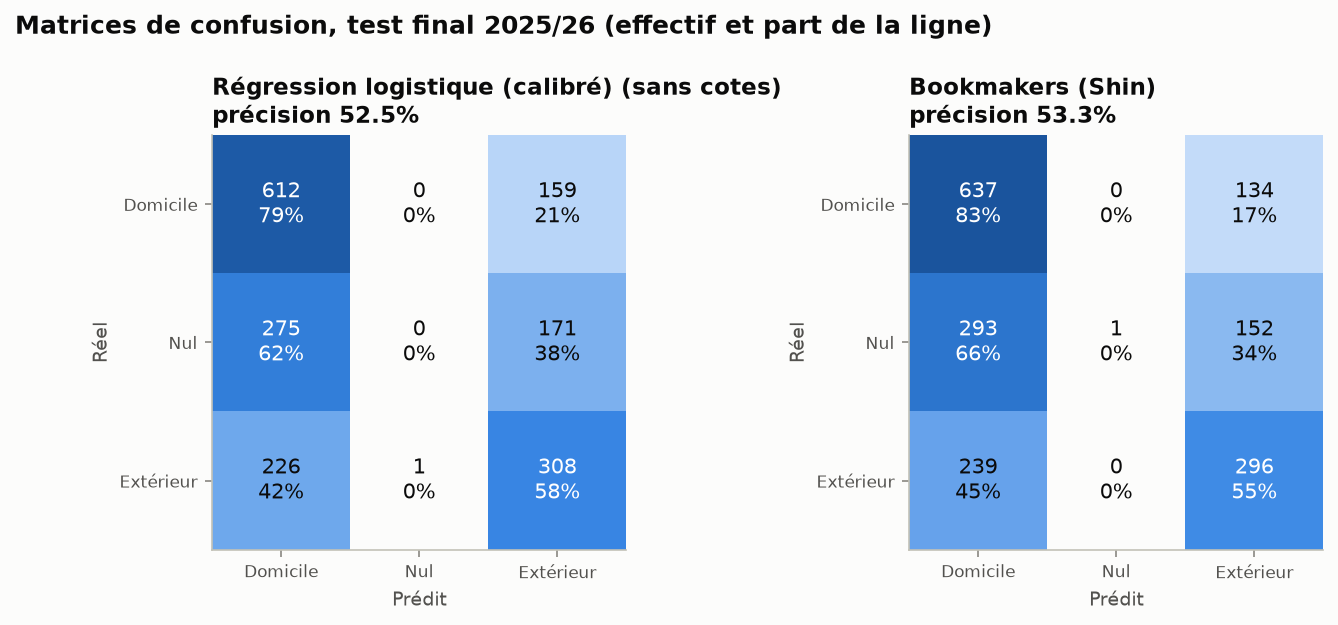 Matrices de confusion, test final 2025/26 (effectif et part de la ligne)
Régression logistique (calibré) (sans cotes)
précision 52.5%
Domicile
612
79%
0
0%
159
21%
Réel
Nul
275
62%
0
0%
171
38%
Extérieur
226
42%
1
0%
308
58%
Domicile
Nul
Extérieur
Prédit
Bookmakers (Shin)
précision 53.3%
Domicile
637
83%
0
0%
134
17%
Réel
Nul
293
66%
1
0%
152
34%
Extérieur
239
45%
0
0%
296
55%
Domicile
Nul
Extérieur
Prédit